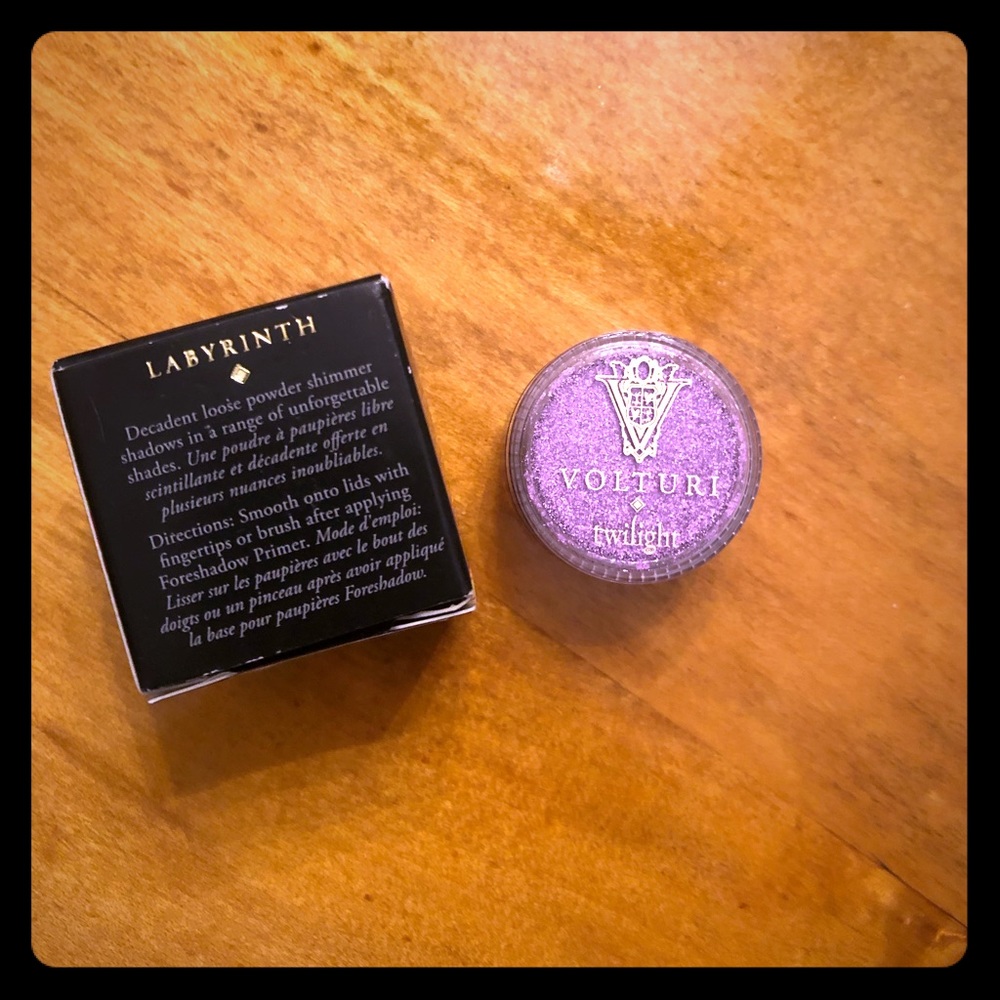 LABYRINTH
Decadent loose powder shimmer
shadows in a range of unforgettable
shades. Une poudre à paupières libre
scintillante et décadente offerte en
plusieurs nuances inoubliables.
Directions: Smooth onto lids with
fingertips or brush after applying
Foreshadow Primer. Mode d'emploi:
Lisser sur les paupières avec le bout des
doigts ou un pinceau après avoir appliqué
la base pour paupières Foreshadow.
V
VOLTURI
twilight